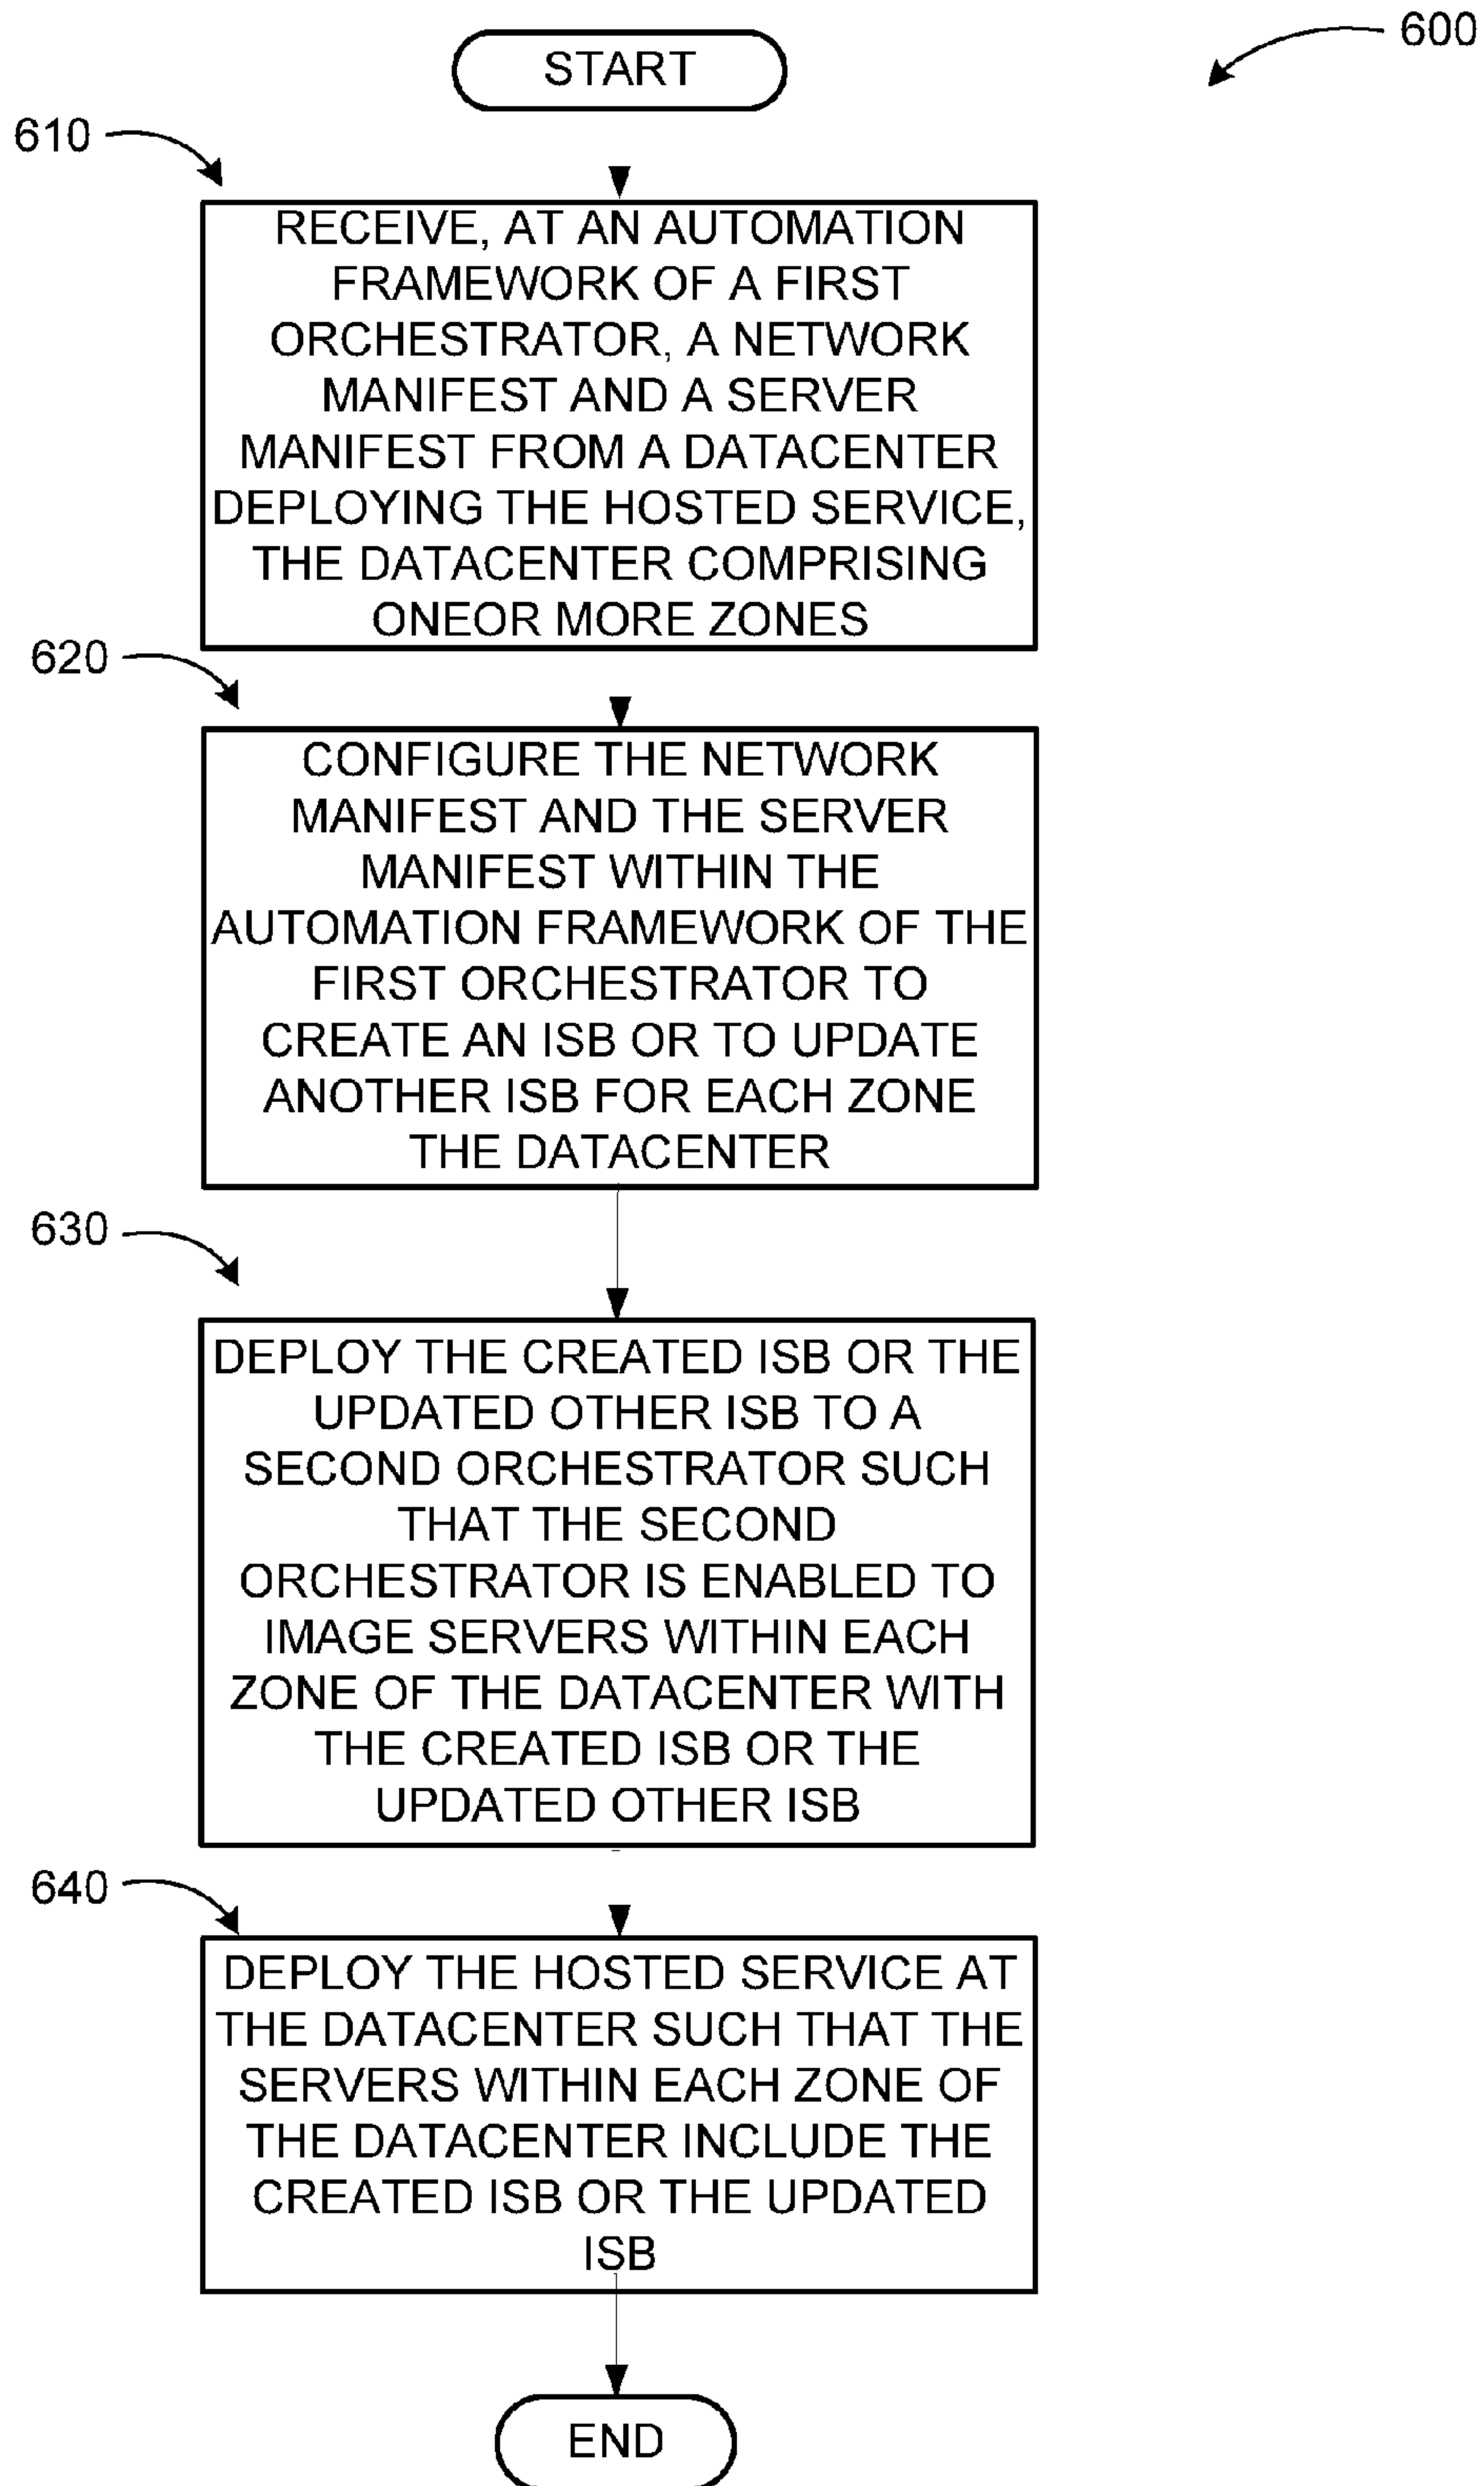 600
START
610
RECEIVE, AT AN AUTOMATION
FRAMEWORK OF A FIRST
ORCHESTRATOR, A NETWORK
MANIFEST AND A SERVER
MANIFEST FROM A DATACENTER
DEPLOYING THE HOSTED SERVICE,
THE DATACENTER COMPRISING
ONEOR MORE ZONES
620
CONFIGURE THE NETWORK
MANIFEST AND THE SERVER
MANIFEST WITHIN THE
AUTOMATION FRAMEWORK OF THE
FIRST ORCHESTRATOR TO
CREATE AN ISB OR TO UPDATE
ANOTHER ISB FOR EACH ZONE
THE DATACENTER
630
DEPLOY THE CREATED ISB OR THE
UPDATED OTHER ISB TO A
SECOND ORCHESTRATOR SUCH
THAT THE SECOND
ORCHESTRATOR IS ENABLED TO
IMAGE SERVERS WITHIN EACH
ZONE OF THE DATACENTER WITH
THE CREATED ISB OR THE
UPDATED OTHER ISB
640
DEPLOY THE HOSTED SERVICE AT
THE DATACENTER SUCH THAT THE
SERVERS WITHIN EACH ZONE OF
THE DATACENTER INCLUDE THE
CREATED ISB OR THE UPDATED
ISB
END